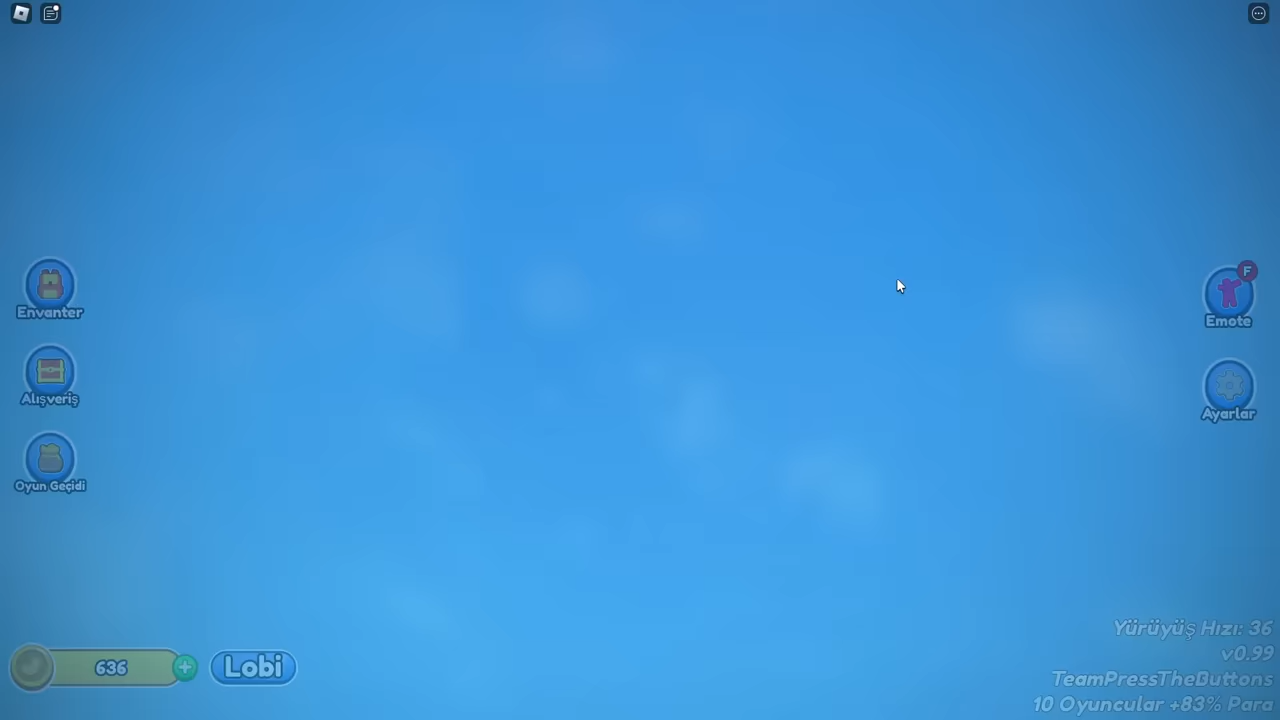 F
Envanter
Emote
Alışveriş
Ayarlar
Oyun Geçidi
Yürüyüş Hızı: 36
v0.99
636
Lobi
TeamPressTheButtons
10 Oyuncular +83% Para